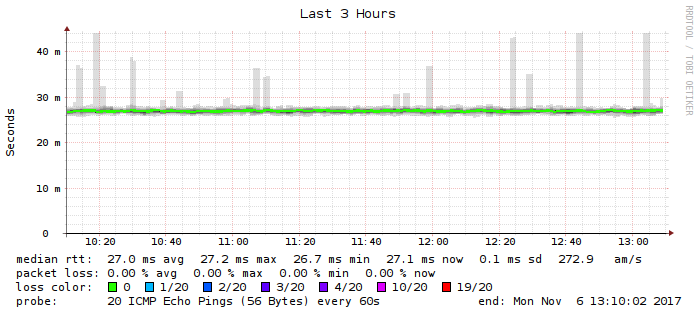 Last 3 Hours
RRDTOOL / TOBI OETIKER
Seconds
40 m
30 m
20 m
10 m
0
10:20 10:40 11:00 11:20 11:40 12:00 12:20 12:40 13:00
median rtt: 27.0 ms avg 27.2 ms max 26.7 ms min 27.1 ms now 0.1 ms sd 272.9 am/s
packet loss: 0.00 % avg 0.00 % max 0.00 % min 0.00 % now
loss color: 0 1/20 2/20 3/20 4/20 10/20 19/20
probe: 20 ICMP Echo Pings (56 Bytes) every 60s end: Mon Nov 6 13:10:02 2017